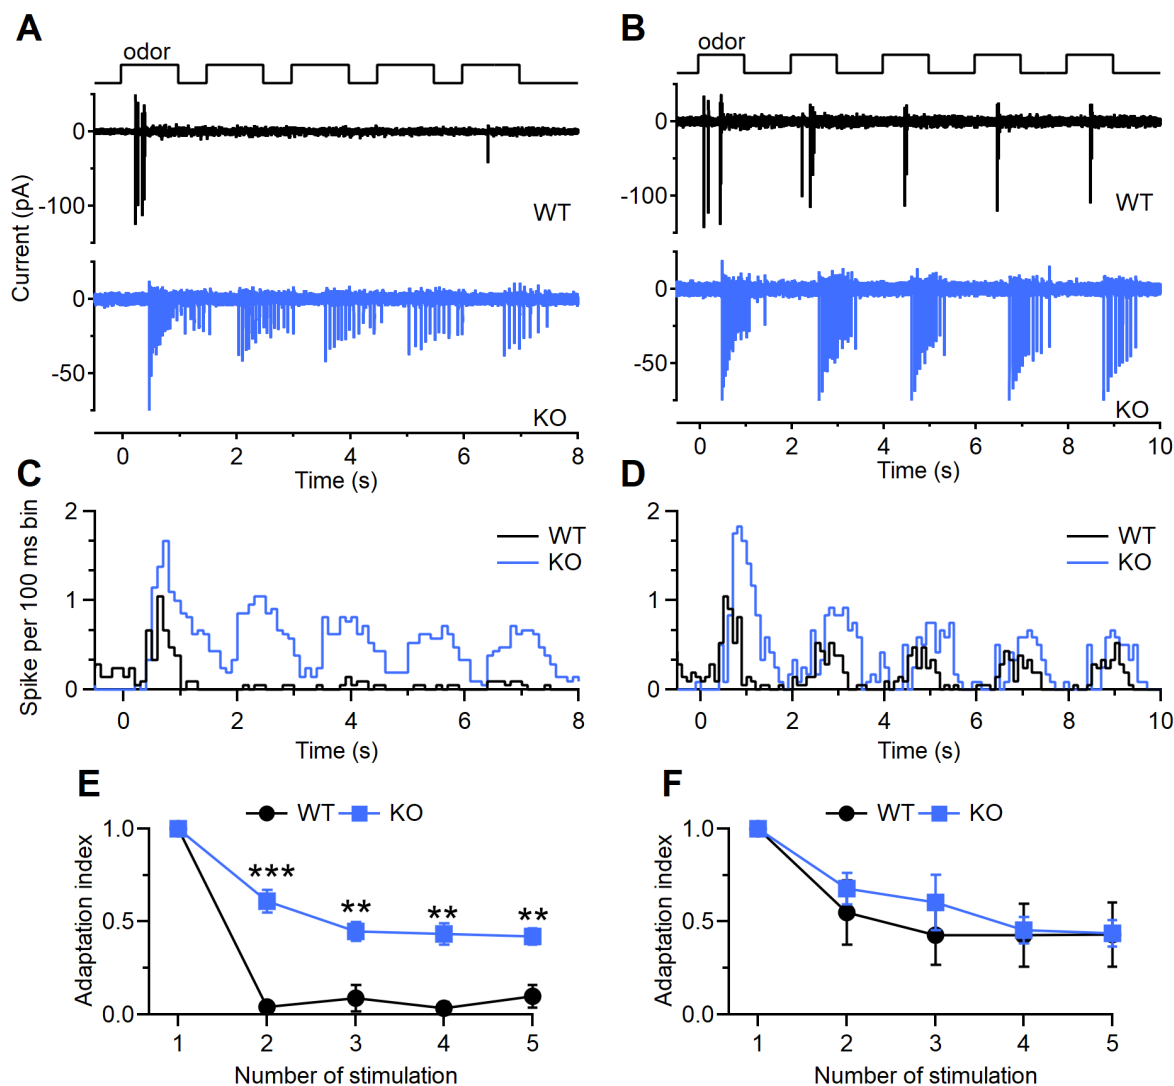 A
odor
0
-100
WT
Current (pA)
0
-50
KO
0 2 4 6 8
Time (s)
B
odor
0
-100
WT
0
-50
KO
0 2 4 6 8 10
Time (s)
C
Spike per 100 ms bin
2
1
0
WT
KO
0 2 4 6 8
Time (s)
D
2
1
0
WT
KO
0 2 4 6 8 10
Time (s)
E
WT KO
Adaptation index
1.0
0.5
0.0
***
**
**
**
1 2 3 4 5
Number of stimulation
F
WT KO
Adaptation index
1.0
0.5
0.0
1 2 3 4 5
Number of stimulation